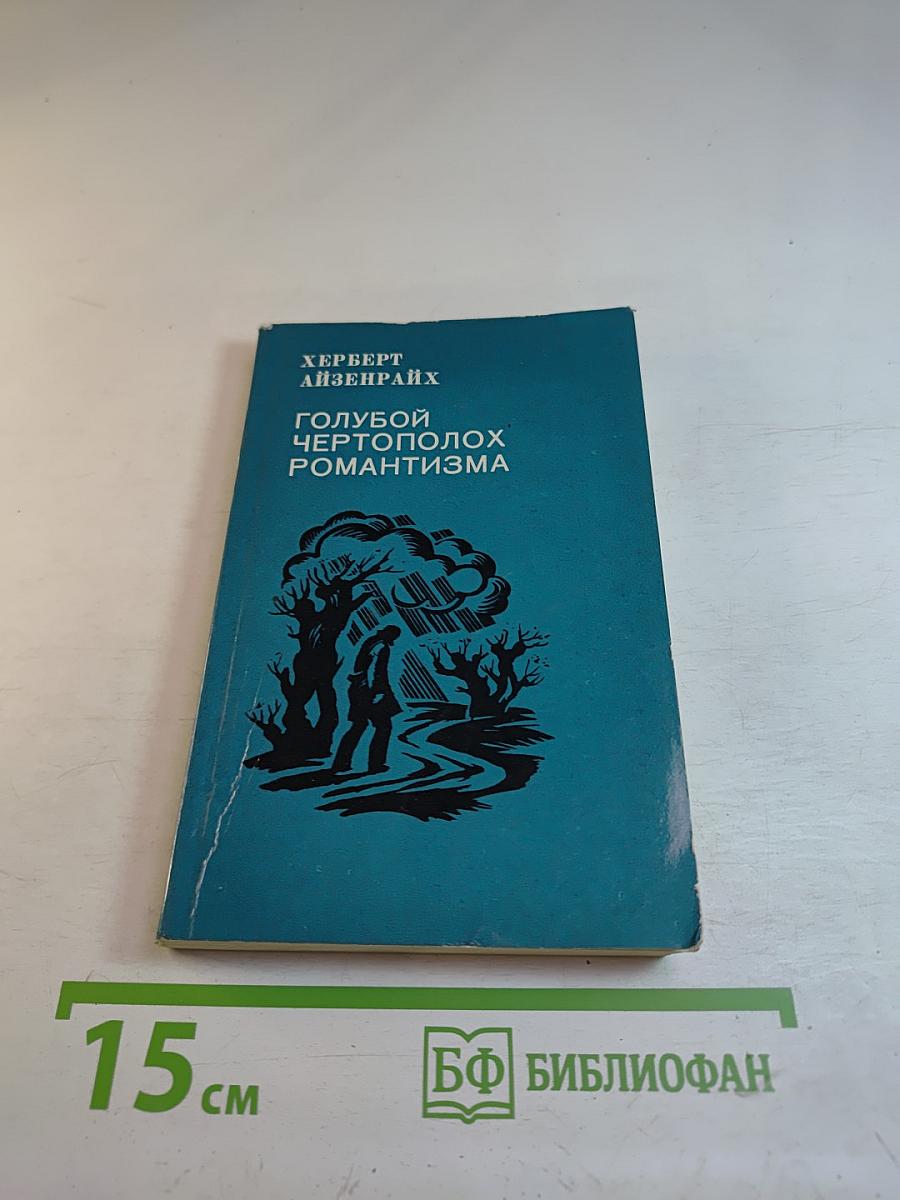 ХЕРБЕРТ
АЙЗЕНРАЙХ
ГОЛУБОЙ
ЧЕРТОПОЛОХ
РОМАНТИЗМА
15 см
БФ БИБЛИОФАН